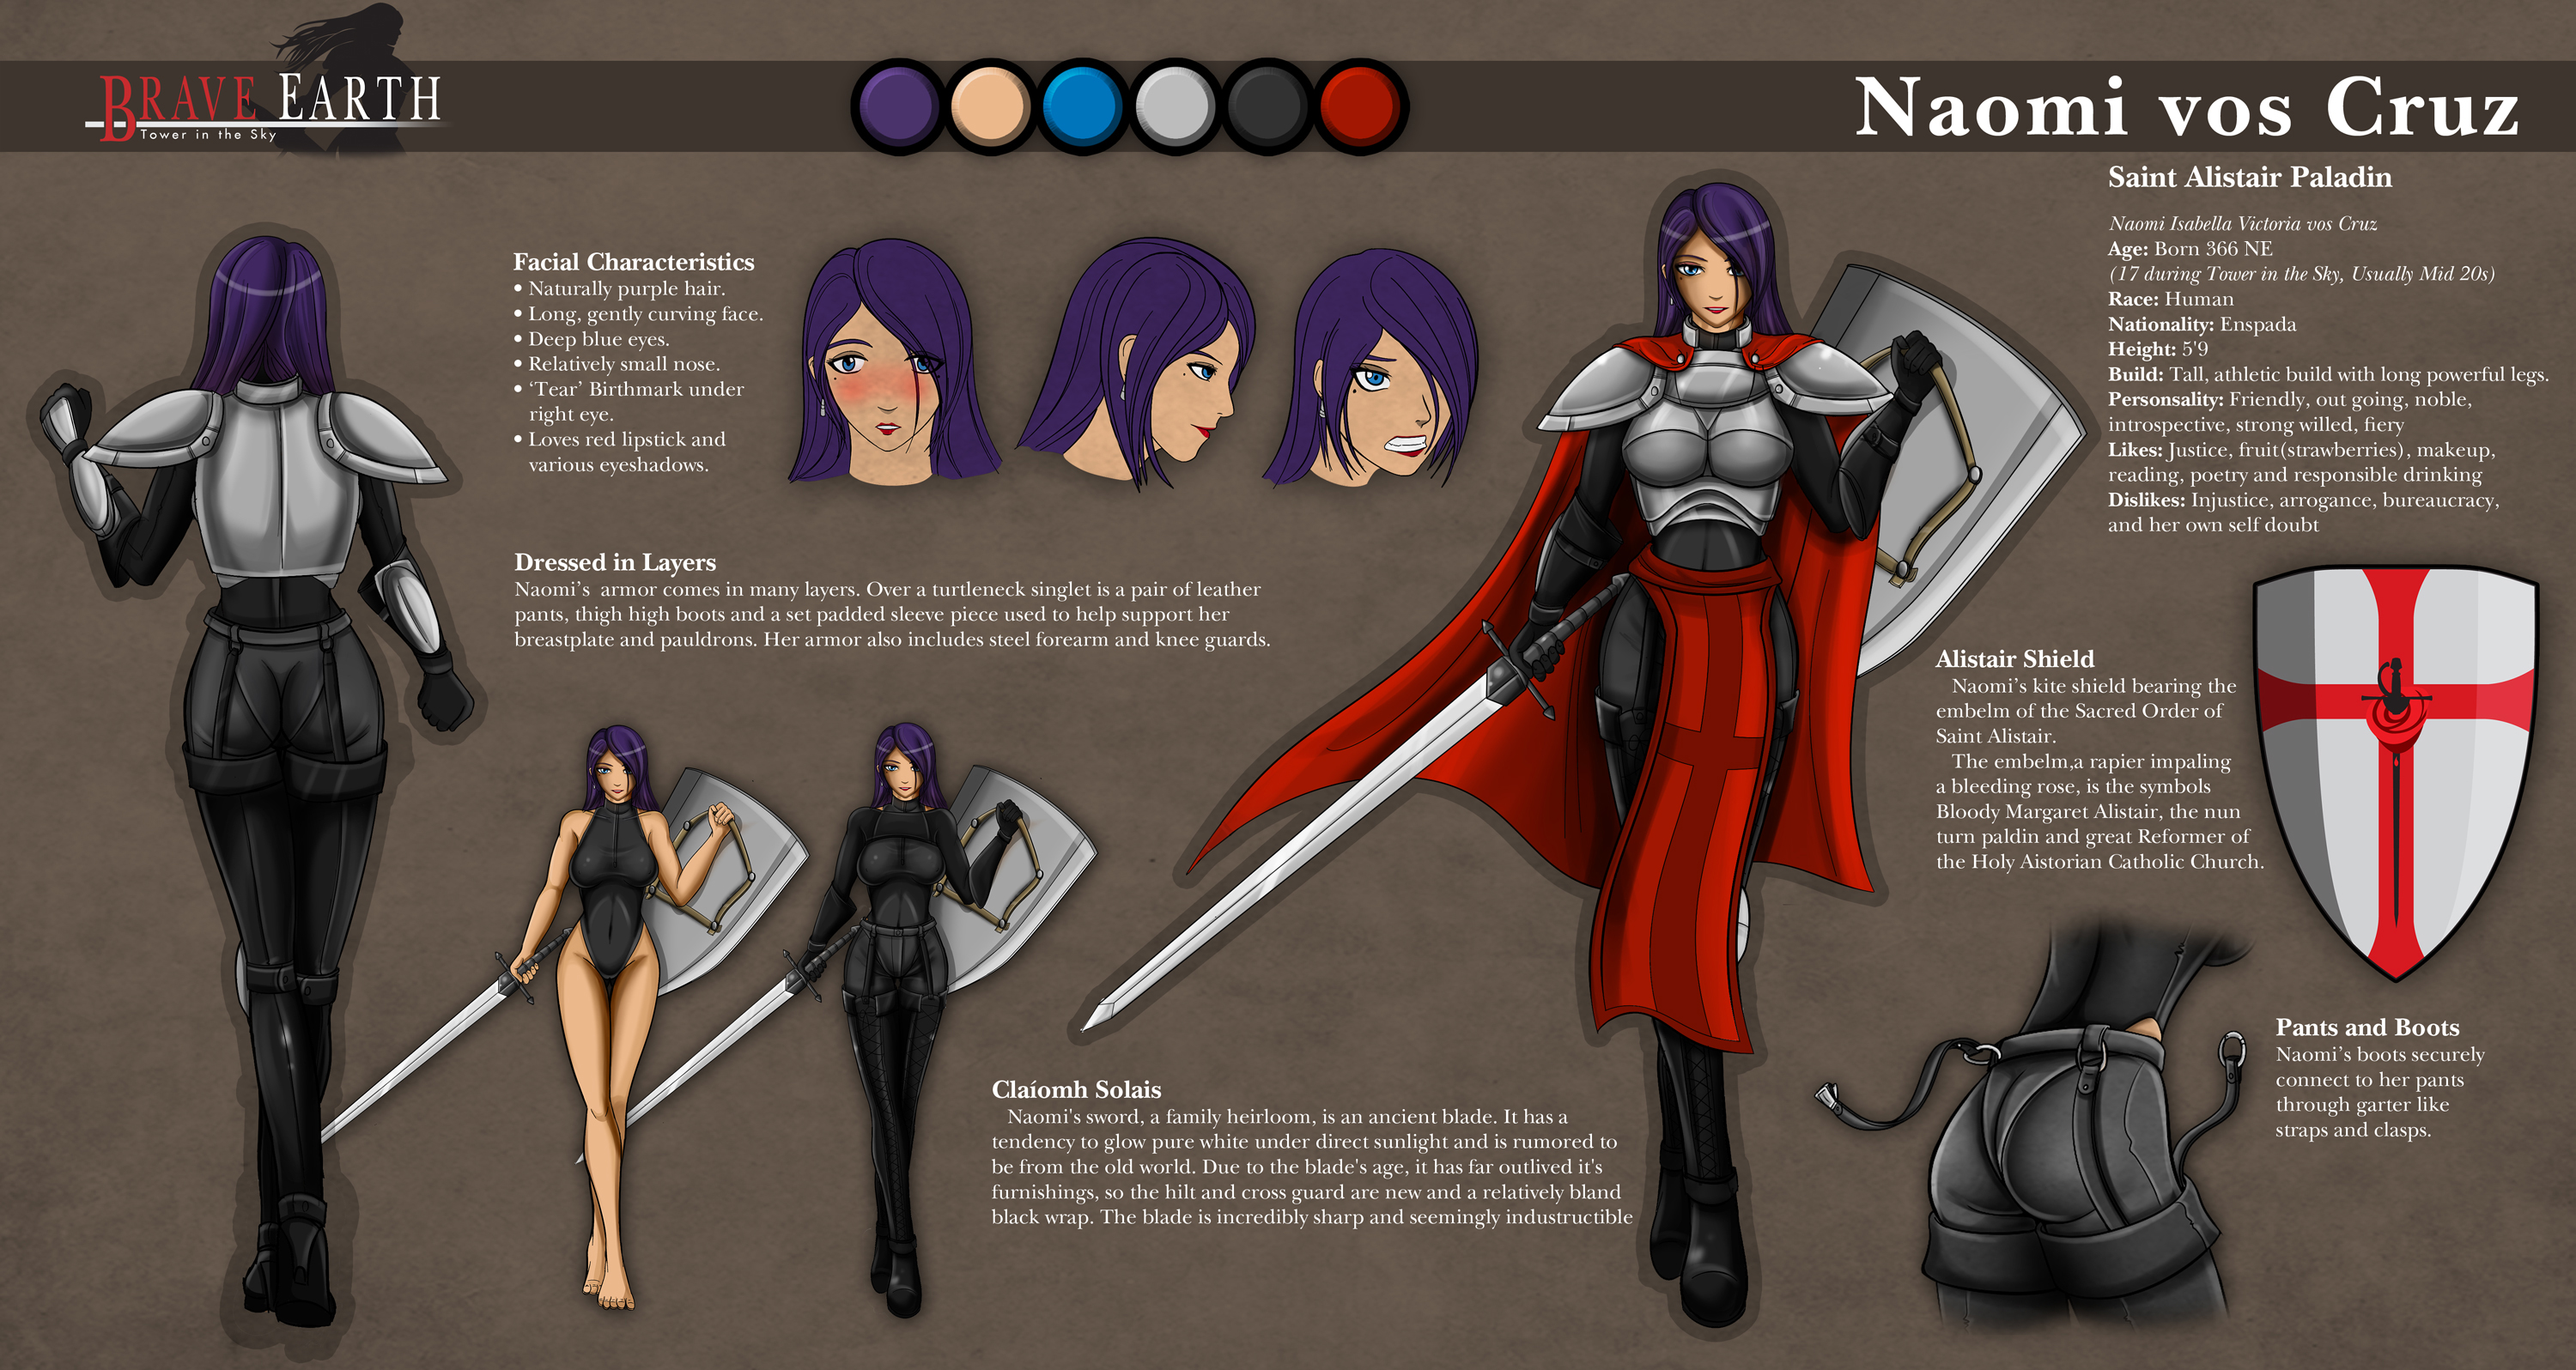 BRAVE EARTH
Tower in the Sky
Naomi vos Cruz
Saint Alistair Paladin
Naomi Isabella Victoria vos Cruz
Age: Born 366 NE
(17 during Tower in the Sky, Usually Mid 20s)
Race: Human
Nationality: Enspada
Height: 5'9
Build: Tall, athletic build with long powerful legs.
Personsality: Friendly, out going, noble,
introspective, strong willed, fiery
Likes: Justice, fruit(strawberries), makeup,
reading, poetry and responsible drinking
Dislikes: Injustice, arrogance, bureaucracy,
and her own self doubt
Facial Characteristics
• Naturally purple hair.
• Long, gently curving face.
• Deep blue eyes.
• Relatively small nose.
• ‘Tear’ Birthmark under
right eye.
• Loves red lipstick and
various eyeshadows.
Dressed in Layers
Naomi’s armor comes in many layers. Over a turtleneck singlet is a pair of leather
pants, thigh high boots and a set padded sleeve piece used to help support her
breastplate and pauldrons. Her armor also includes steel forearm and knee guards.
Alistair Shield
Naomi’s kite shield bearing the
embelm of the Sacred Order of
Saint Alistair.
The embelm,a rapier impaling
a bleeding rose, is the symbols
Bloody Margaret Alistair, the nun
turn paldin and great Reformer of
the Holy Aistorian Catholic Church.
Pants and Boots
Naomi’s boots securely
connect to her pants
through garter like
straps and clasps.
Claíomh Solais
Naomi's sword, a family heirloom, is an ancient blade. It has a
tendency to glow pure white under direct sunlight and is rumored to
be from the old world. Due to the blade's age, it has far outlived it's
furnishings, so the hilt and cross guard are new and a relatively bland
black wrap. The blade is incredibly sharp and seemingly industructible